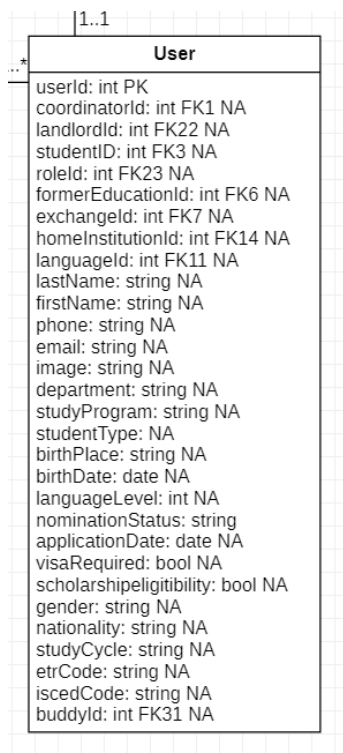 1..1
User
..*
userId: int PK
coordinatorId: int FK1 NA
landlordId: int FK22 NA
studentID: int FK3 NA
roleId: int FK23 NA
formerEducationId: int FK6 NA
exchangeId: int FK7 NA
homeInstitutionId: int FK14 NA
languageId: int FK11 NA
lastName: string NA
firstName: string NA
phone: string NA
email: string NA
image: string NA
department: string NA
studyProgram: string NA
studentType: NA
birthPlace: string NA
birthDate: date NA
languageLevel: int NA
nominationStatus: string
applicationDate: date NA
visaRequired: bool NA
scholarshipeligitibility: bool NA
gender: string NA
nationality: string NA
studyCycle: string NA
etrCode: string NA
iscedCode: string NA
buddyId: int FK31 NA